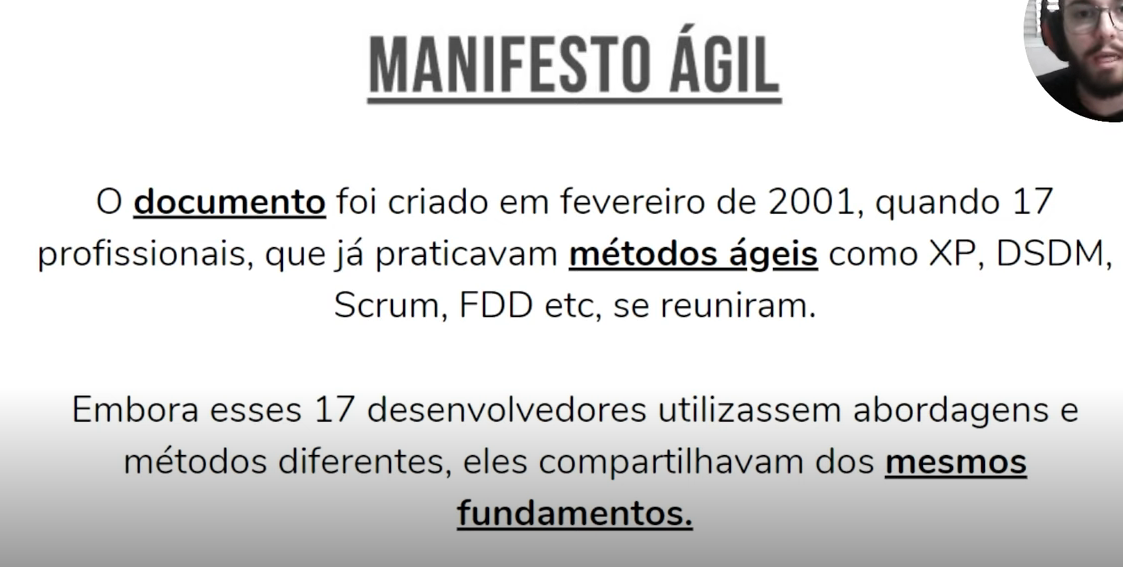 MANIFESTO ÁGIL
O documento foi criado em fevereiro de 2001, quando 17
profissionais, que já praticavam métodos ágeis como XP, DSDM,
Scrum, FDD etc, se reuniram.
Embora esses 17 desenvolvedores utilizassem abordagens e
métodos diferentes, eles compartilhavam dos mesmos
fundamentos.